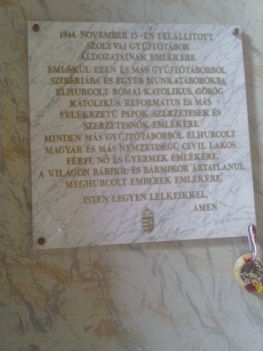 1944. NOVEMBER 13-ÉN FELÁLLÍTOTT
SZOLYVAI GYŰJTŐTÁBOR
ÁLDOZATAINAK EMLÉKÉRE
EMLÉKÜL EZEN ÉS MÁS GYŰJTŐTÁBORBÓL
SZIBÉRIÁBA ÉS EGYÉB MUNKATÁBOROKBA
ELHURCOLT RÓMAI KATOLIKUS, GÖRÖG
KATOLIKUS, REFORMÁTUS ÉS MÁS
FELEKEZETŰ PAPOK, SZERZETESEK ÉS
SZERZETESNŐK EMLÉKÉRE.
MINDEN MÁS GYŰJTŐTÁBORBÓL ELHURCOLT
MAGYAR ÉS MÁS NEMZETISÉGŰ CIVIL LAKOS,
FÉRFI, NŐ ÉS GYERMEK EMLÉKÉRE.
A VILÁGON BÁRHOL ÉS BÁRMIKOR ÁRTATLANUL
MEGHURCOLT EMBEREK EMLÉKÉRE.
ISTEN LEGYEN LELKEIKKEL.
ÁMEN